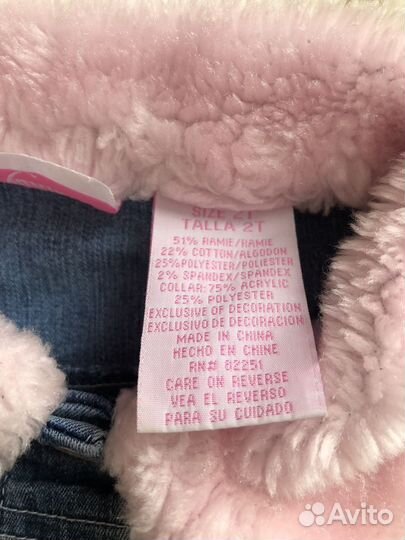 SIZE 2T
TALLA 2T
51% RAMIE/RAMIE
22% COTTON/ALGODON
25%POLYESTER/POLIESTER
2% SPANDEX/SPANDEX
COLLAR: 75% ACRYLIC
25% POLYESTER
EXCLUSIVE OF DECORATION
EXCLUSIVO DE DECORACION
MADE IN CHINA
HECHO EN CHINE
RN# 62251
CARE ON REVERSE
VEA EL REVERSO
PARA SU CUIDADO
Avito